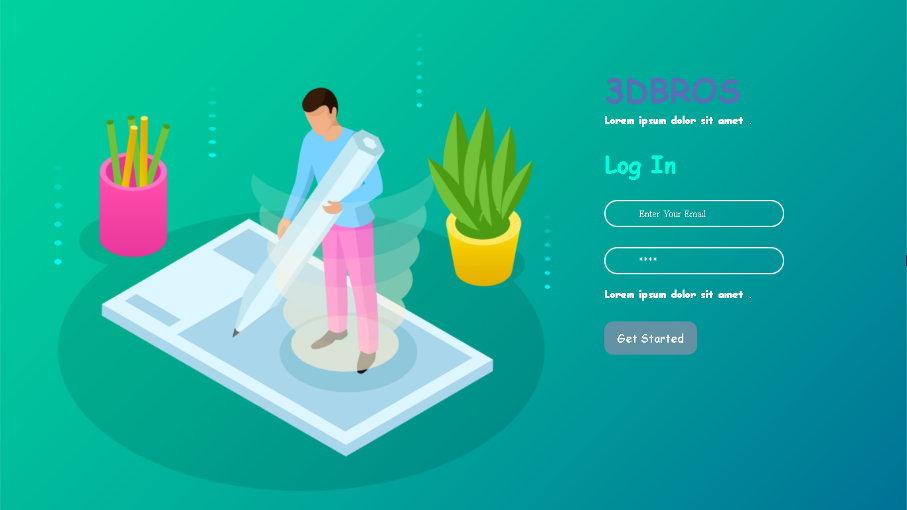 3DBROS
Lorem ipsum dolor sit amet .
Log In
Enter Your Email
****
Lorem ipsum dolor sit amet .
Get Started